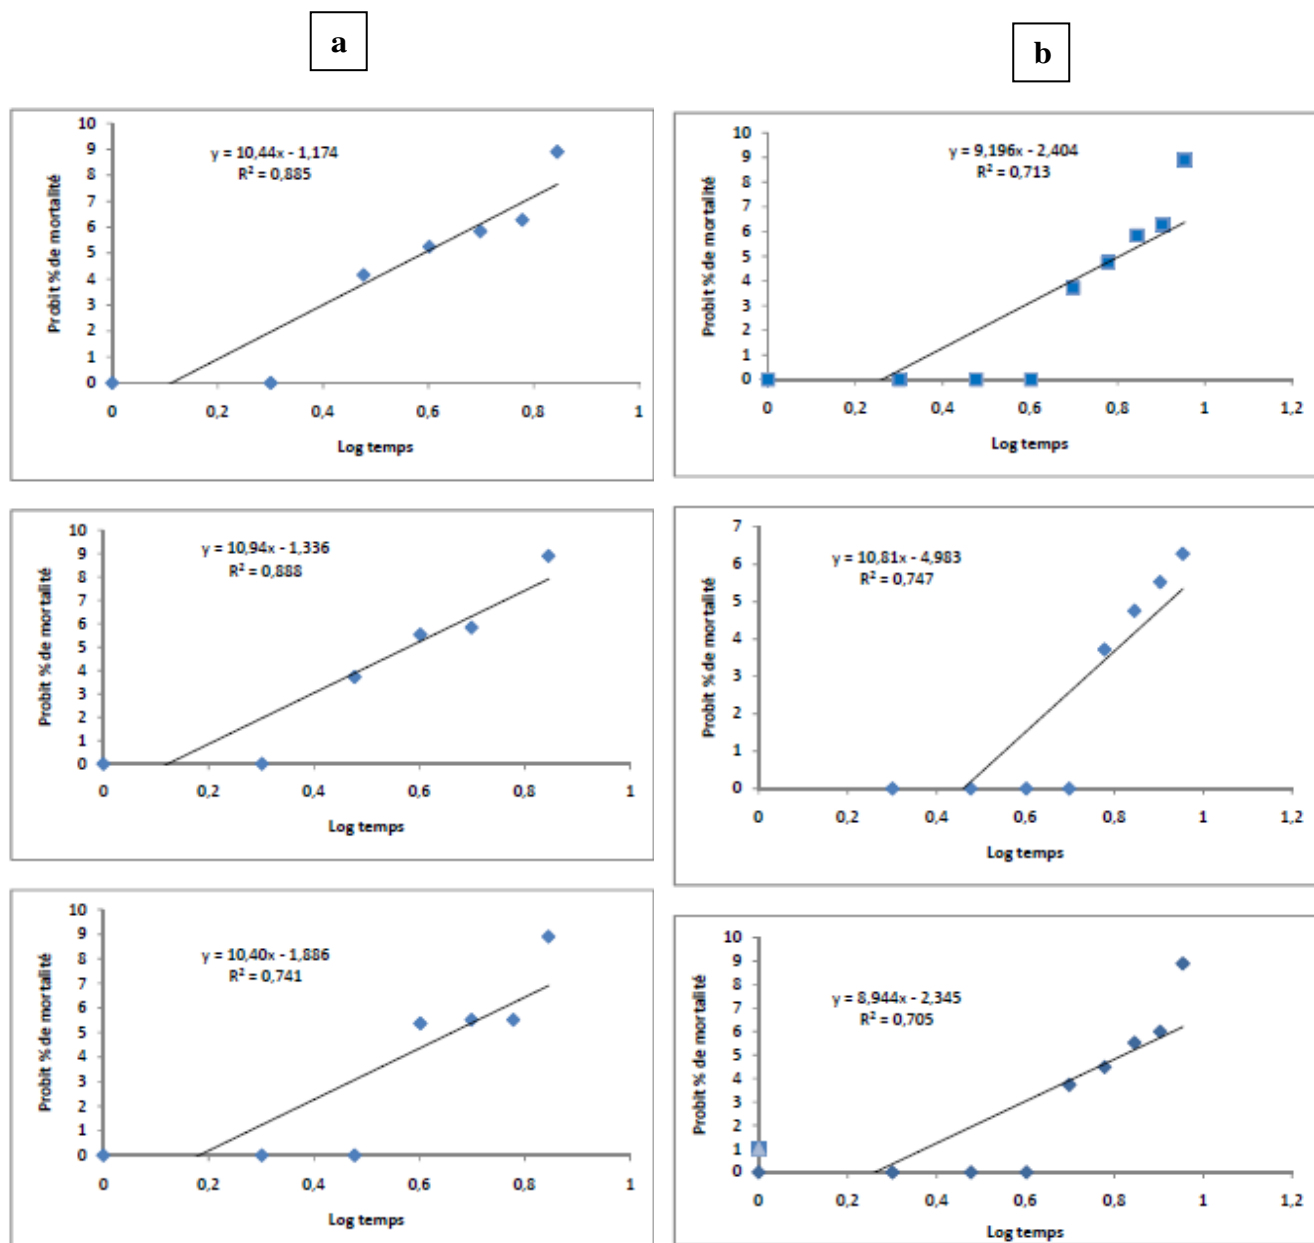 a
b
10
9
8
7
6
5
4
3
2
1
0
Probit % de mortalité
y = 10,44x - 1,174
R² = 0,885
0 0,2 0,4 0,6 0,8 1
Log temps
10
9
8
7
6
5
4
3
2
1
0
Probit % de mortalité
y = 9,196x - 2,404
R² = 0,713
0 0,2 0,4 0,6 0,8 1 1,2
Log temps
10
9
8
7
6
5
4
3
2
1
0
Probit % de mortalité
y = 10,94x - 1,336
R² = 0,888
0 0,2 0,4 0,6 0,8 1
Log temps
7
6
5
4
3
2
1
0
Probit % de mortalité
y = 10,81x - 4,983
R² = 0,747
0 0,2 0,4 0,6 0,8 1 1,2
Log temps
10
9
8
7
6
5
4
3
2
1
0
Probit % de mortalité
y = 10,40x - 1,886
R² = 0,741
0 0,2 0,4 0,6 0,8 1
Log temps
10
9
8
7
6
5
4
3
2
1
0
Probit % de mortalité
y = 8,944x - 2,345
R² = 0,705
0 0,2 0,4 0,6 0,8 1 1,2
Log temps